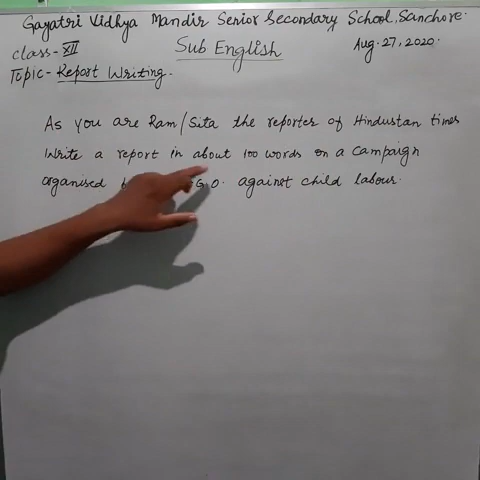 Gayatri Vidhya Mandir Senior Secondary School, Sanchore.
Class-XII
Sub English
Aug. 27, 2020.
Topic- Report Writing.
As you are Ram/Sita the reporter of Hindustan times
Write a report in about 100 words on a campaign
organised G.O. against child labour.